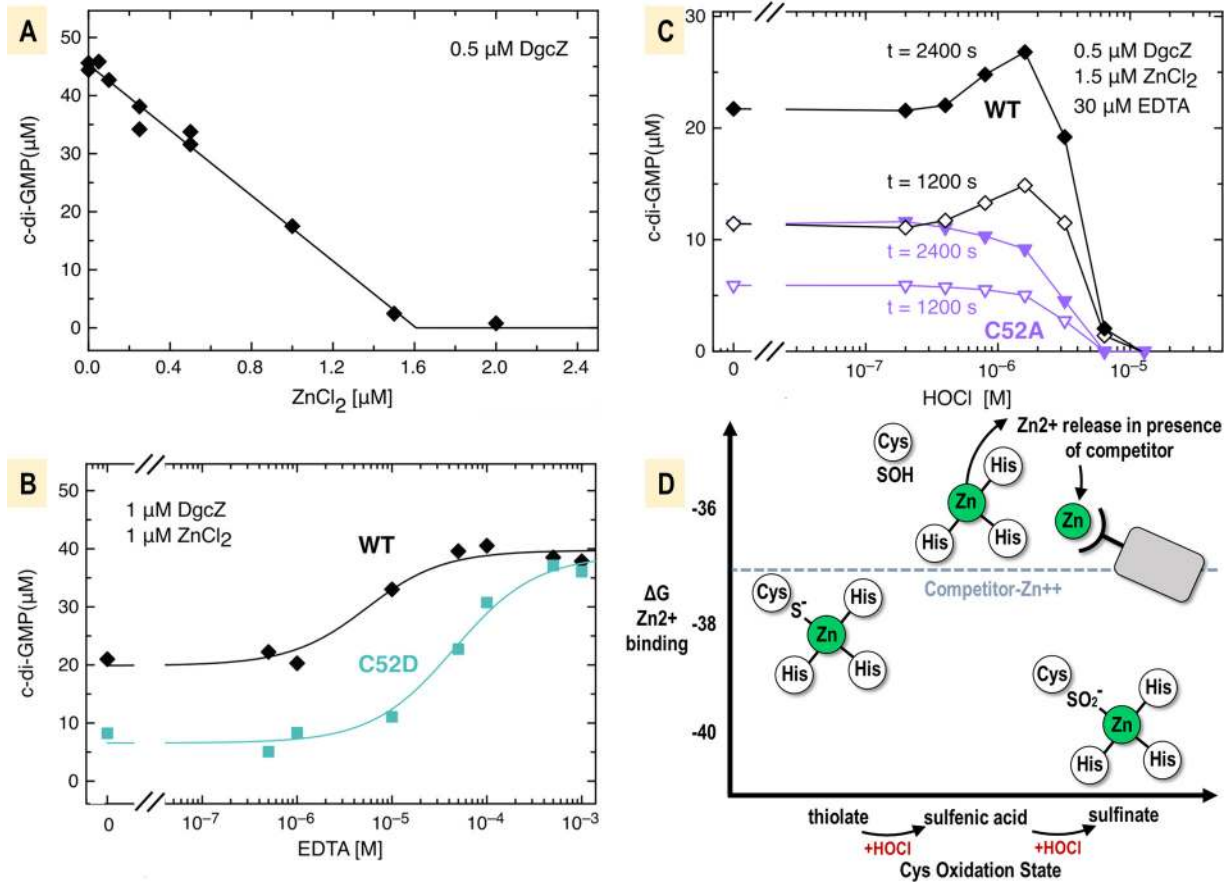 A
0.5 μM DgcZ
c-di-GMP(μM)
50
40
30
20
10
0
0.0 0.4 0.8 1.2 1.6 2.0 2.4
ZnCl₂ [μM]
B
1 μM DgcZ
1 μM ZnCl₂
WT
C52D
c-di-GMP(μM)
50
40
30
20
10
0
0 10⁻⁷ 10⁻⁶ 10⁻⁵ 10⁻⁴ 10⁻³
EDTA [M]
C
t = 2400 s
WT
0.5 μM DgcZ
1.5 μM ZnCl₂
30 μM EDTA
t = 1200 s
t = 2400 s
t = 1200 s
C52A
c-di-GMP(μM)
30
20
10
0
0 10⁻⁷ 10⁻⁶ 10⁻⁵
HOCl [M]
D
Zn2+ release in presence
of competitor
Cys
SOH
His
Zn
His
His
Zn
Competitor-Zn++
Cys
S⁻
His
Zn
His
His
Cys
SO₂⁻
His
Zn
His
His
ΔG
Zn2+
binding
-36
-38
-40
thiolate sulfenic acid sulfinate
+HOCl +HOCl
Cys Oxidation State